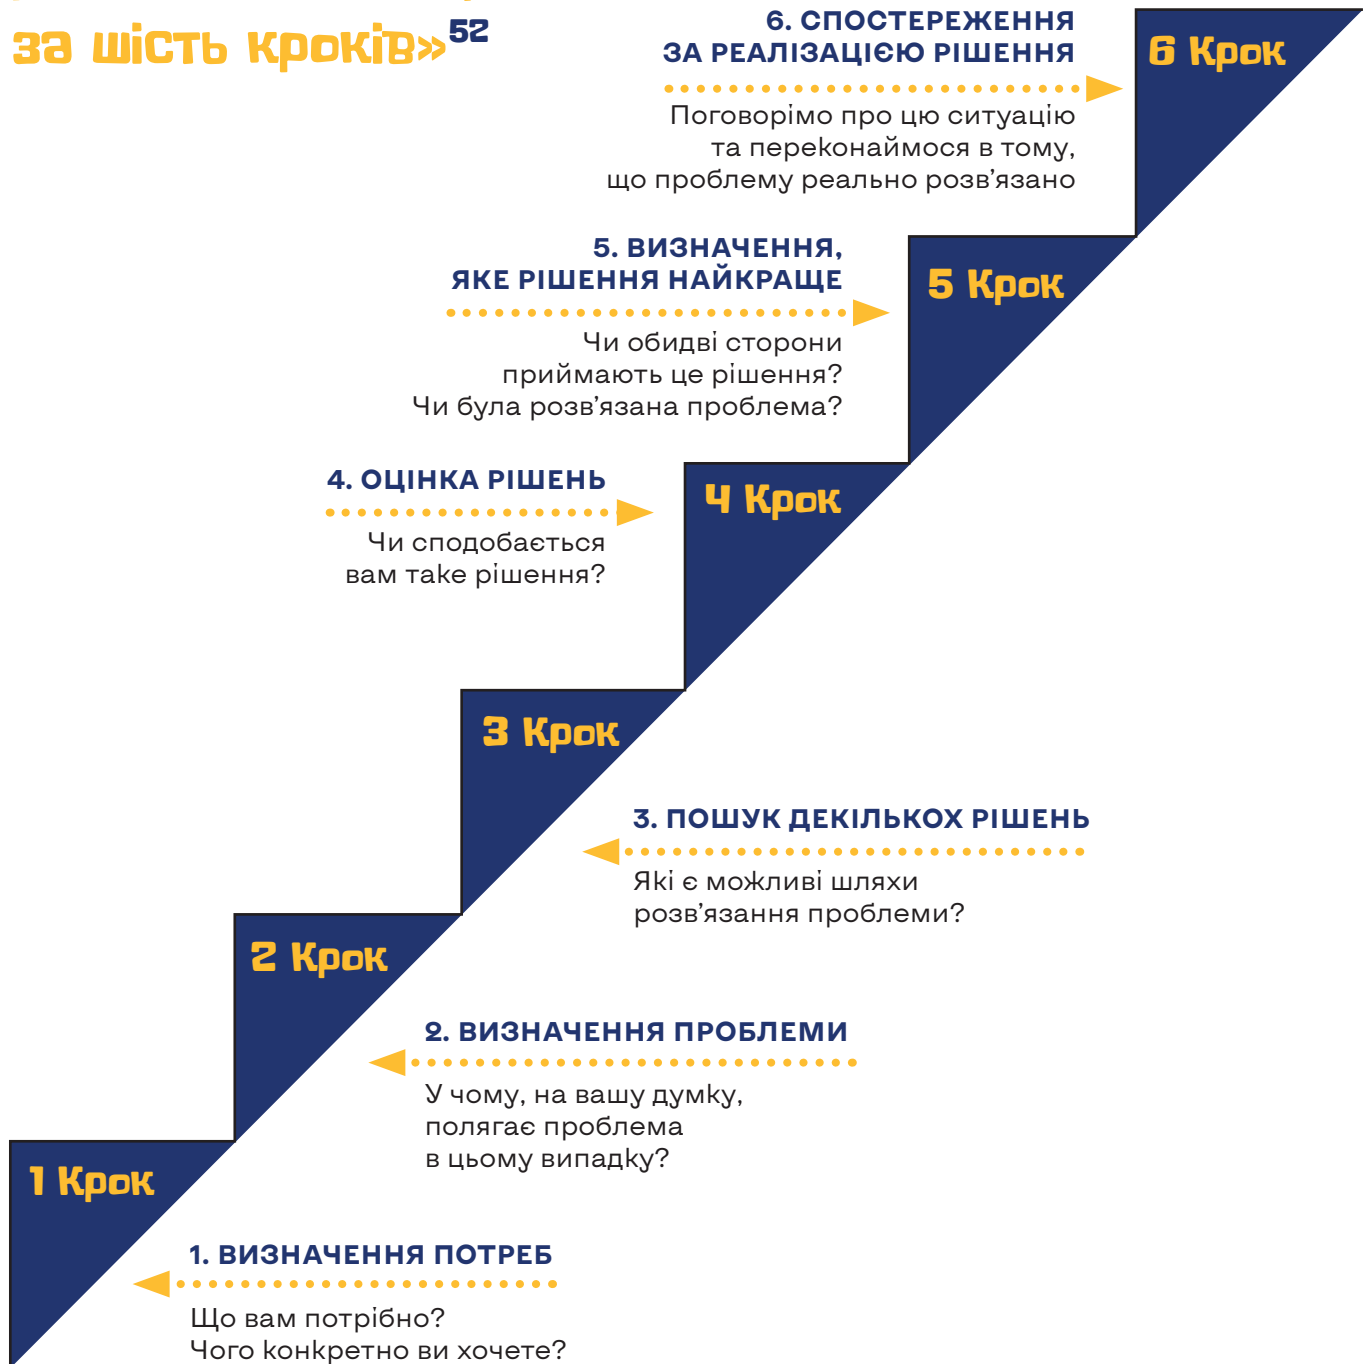 за шість кроків»52
6. СПОСТЕРЕЖЕННЯ
ЗА РЕАЛІЗАЦІЄЮ РІШЕННЯ
Поговорімо про цю ситуацію
та переконаймося в тому,
що проблему реально розв’язано
6 Крок
5. ВИЗНАЧЕННЯ,
ЯКЕ РІШЕННЯ НАЙКРАЩЕ
Чи обидві сторони
приймають це рішення?
Чи була розв’язана проблема?
5 Крок
4. ОЦІНКА РІШЕНЬ
Чи сподобається
вам таке рішення?
4 Крок
3 Крок
3. ПОШУК ДЕКІЛЬКОХ РІШЕНЬ
Які є можливі шляхи
розв’язання проблеми?
2 Крок
2. ВИЗНАЧЕННЯ ПРОБЛЕМИ
У чому, на вашу думку,
полягає проблема
в цьому випадку?
1 Крок
1. ВИЗНАЧЕННЯ ПОТРЕБ
Що вам потрібно?
Чого конкретно ви хочете?